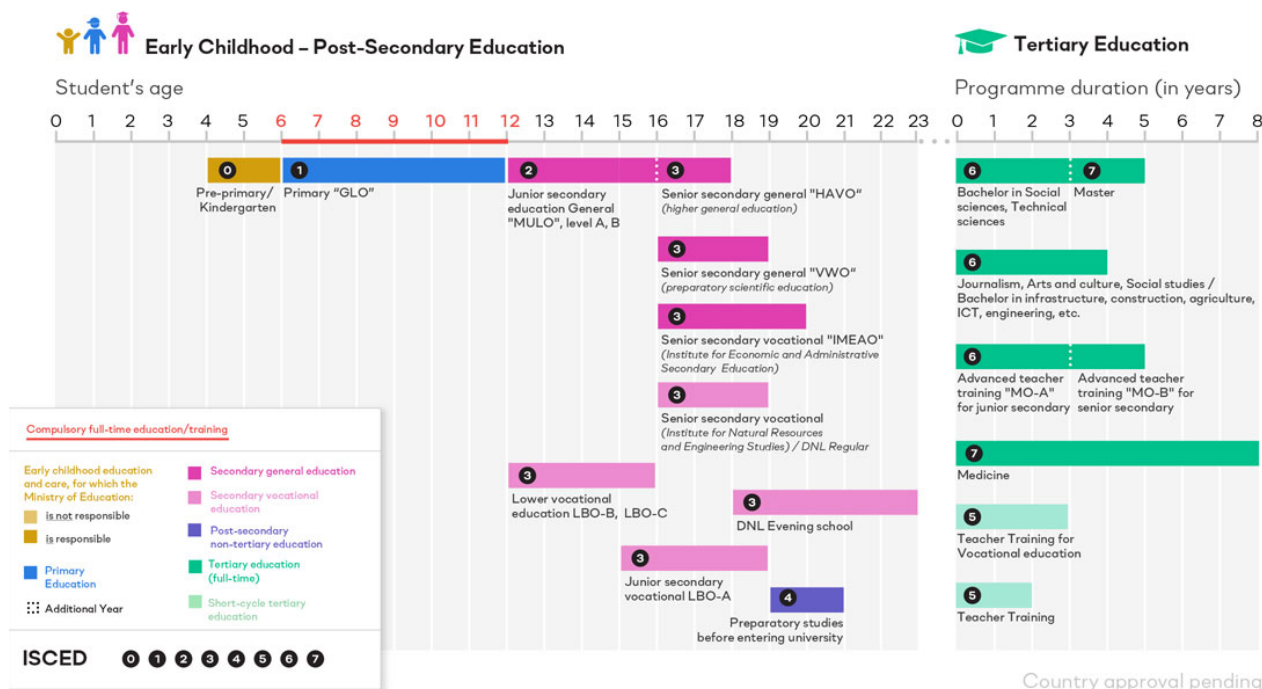 Early Childhood – Post-Secondary Education
Student's age
0 1 2 3 4 5 6 7 8 9 10 11 12 13 14 15 16 17 18 19 20 21 22 23
0
Pre-primary/
Kindergarten
1
Primary "GLO"
2
Junior secondary
education General
"MULO", level A, B
3
Senior secondary general "HAVO"
(higher general education)
3
Senior secondary general "VWO"
(preparatory scientific education)
3
Senior secondary vocational "IMEAO"
(Institute for Economic and Administrative
Secondary Education)
3
Senior secondary vocational
(Institute for Natural Resources
and Engineering Studies) / DNL Regular
3
Lower vocational
education LBO-B, LBO-C
3
DNL Evening school
3
Junior secondary
vocational LBO-A
4
Preparatory studies
before entering university
Tertiary Education
Programme duration (in years)
0 1 2 3 4 5 6 7 8
6
Bachelor in Social
sciences, Technical
sciences
7
Master
6
Journalism, Arts and culture, Social studies /
Bachelor in infrastructure, construction, agriculture,
ICT, engineering, etc.
6
Advanced teacher
training "MO-A"
for junior secondary
Advanced teacher
training "MO-B" for
senior secondary
7
Medicine
5
Teacher Training for
Vocational education
5
Teacher Training
Compulsory full-time education/training
Early childhood education
and care, for which the
Ministry of Education:
is not responsible
is responsible
Primary
Education
Additional Year
Secondary general education
Secondary vocational
education
Post-secondary
non-tertiary education
Tertiary education
(full-time)
Short-cycle tertiary
education
ISCED 0 1 2 3 4 5 6 7
Country approval pending